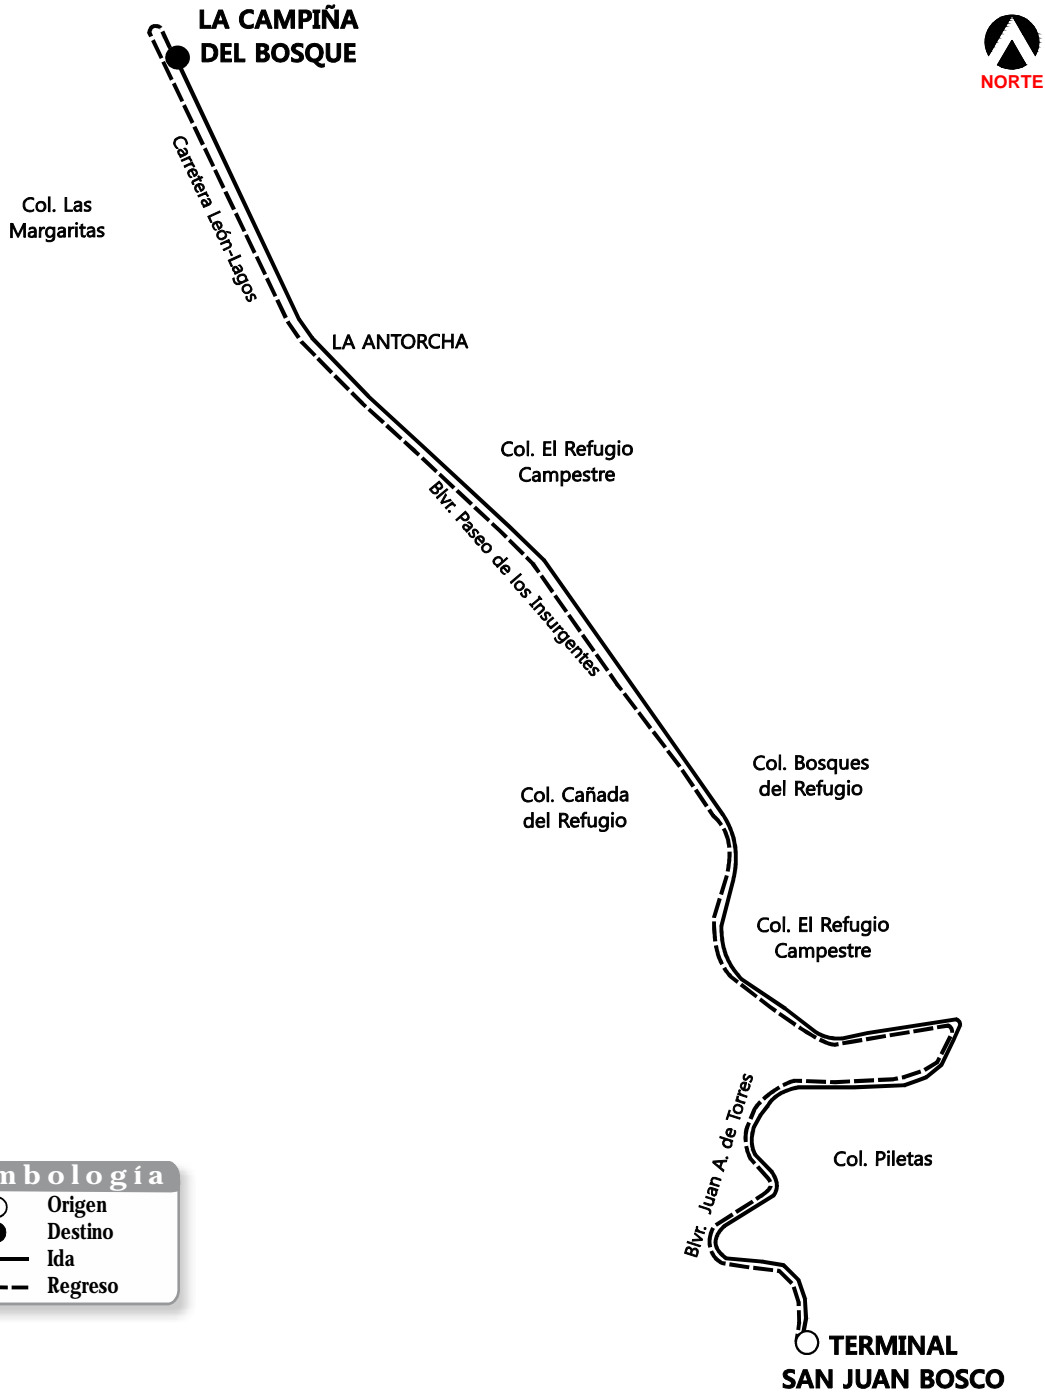 LA CAMPIÑA
DEL BOSQUE
NORTE
Carretera León-Lagos
Col. Las
Margaritas
LA ANTORCHA
Col. El Refugio
Campestre
Blvr. Paseo de los Insurgentes
Col. Bosques
del Refugio
Col. Cañada
del Refugio
Col. El Refugio
Campestre
Blvr. Juan A. de Torres
Col. Piletas
mbología
Origen
Destino
Ida
Regreso
TERMINAL
SAN JUAN BOSCO